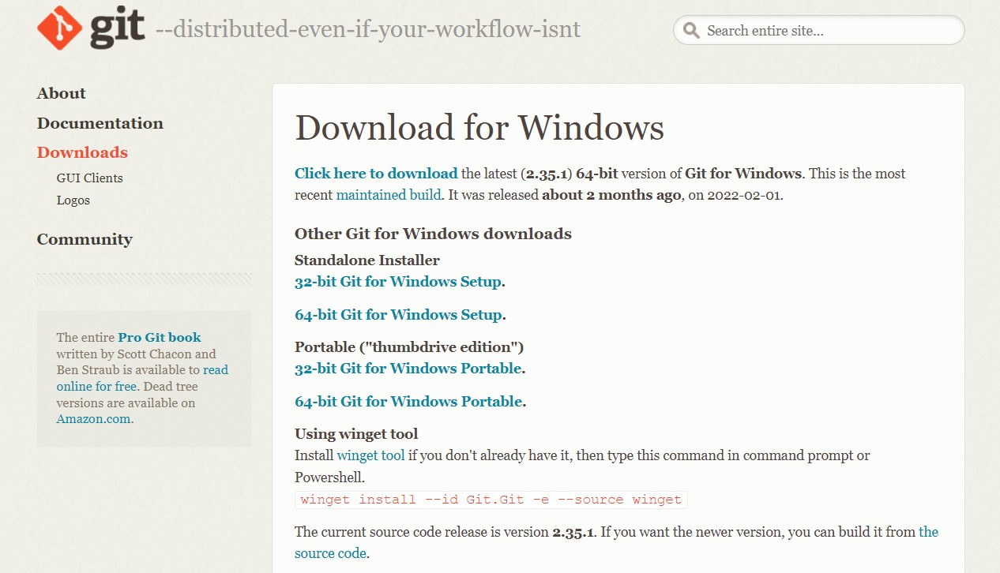 git --distributed-even-if-your-workflow-isnt
Search entire site...
About
Documentation
Downloads
GUI Clients
Logos
Community
The entire Pro Git book
written by Scott Chacon and
Ben Straub is available to read
online for free. Dead tree
versions are available on
Amazon.com.
Download for Windows
Click here to download the latest (2.35.1) 64-bit version of Git for Windows. This is the most
recent maintained build. It was released about 2 months ago, on 2022-02-01.
Other Git for Windows downloads
Standalone Installer
32-bit Git for Windows Setup.
64-bit Git for Windows Setup.
Portable ("thumbdrive edition")
32-bit Git for Windows Portable.
64-bit Git for Windows Portable.
Using winget tool
Install winget tool if you don't already have it, then type this command in command prompt or
Powershell.
winget install --id Git.Git -e --source winget
The current source code release is version 2.35.1. If you want the newer version, you can build it from the
source code.